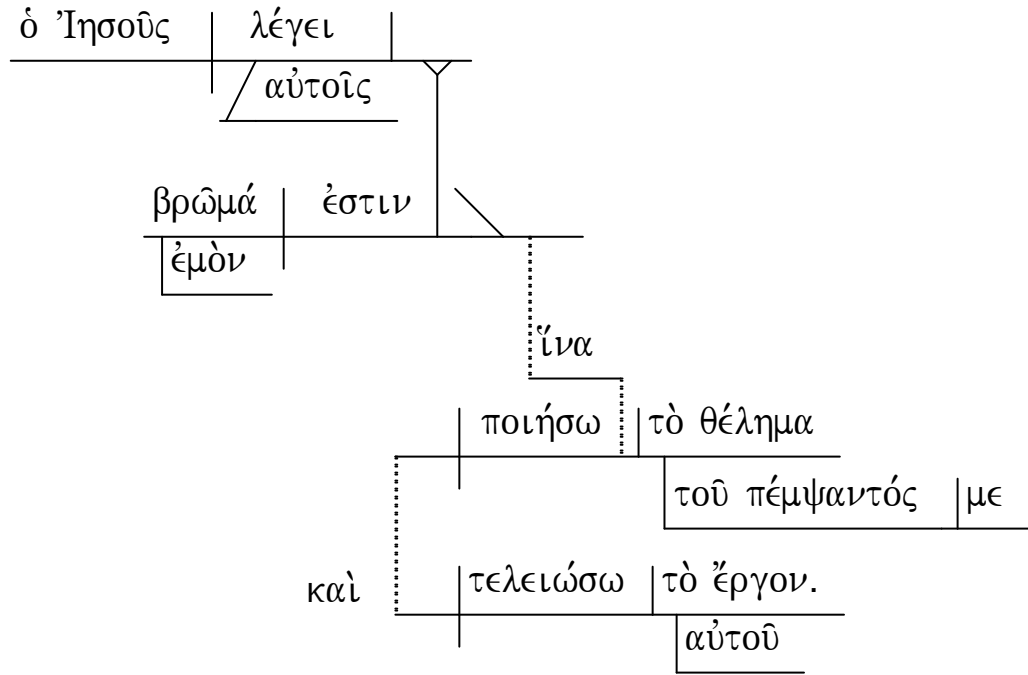 ὁ Ἰησοῦς λέγει
αὐτοῖς
βρῶμά ἐστιν
ἐμὸν
ἵνα
ποιήσω τὸ θέλημα
τοῦ πέμψαντός με
καὶ τελειώσω τὸ ἔργον.
αὐτοῦ